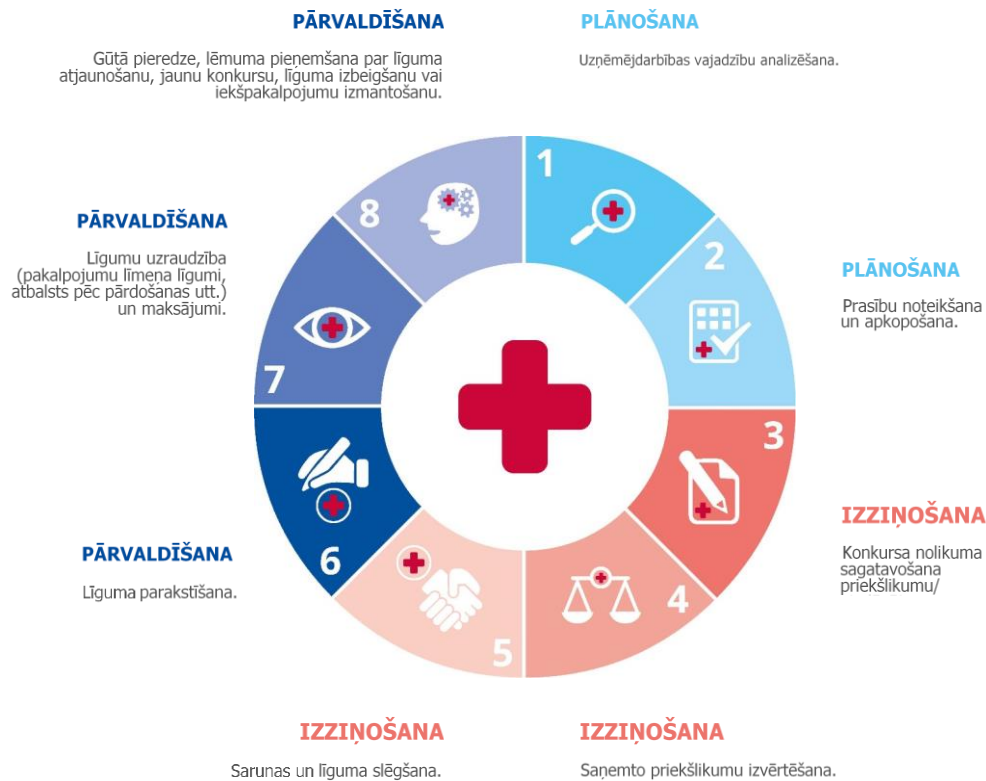 PĀRVALDĪŠANA
Gūtā pieredze, lēmuma pieņemšana par līguma
atjaunošanu, jaunu konkursu, līguma izbeigšanu vai
iekšpakalpojumu izmantošanu.
PLĀNOŠANA
Uzņēmējdarbības vajadzību analizēšana.
1
2
3
4
5
6
7
8
PLĀNOŠANA
Prasību noteikšana
un apkopošana.
IZZIŅOŠANA
Konkursa nolikuma
sagatavošana
priekšlikumu/
IZZIŅOŠANA
Saņemto priekšlikumu izvērtēšana.
IZZIŅOŠANA
Sarunas un līguma slēgšana.
PĀRVALDĪŠANA
Līguma parakstīšana.
PĀRVALDĪŠANA
Līgumu uzraudzība
(pakalpojumu līmeņa līgumi,
atbalsts pēc pārdošanas utt.)
un maksājumi.